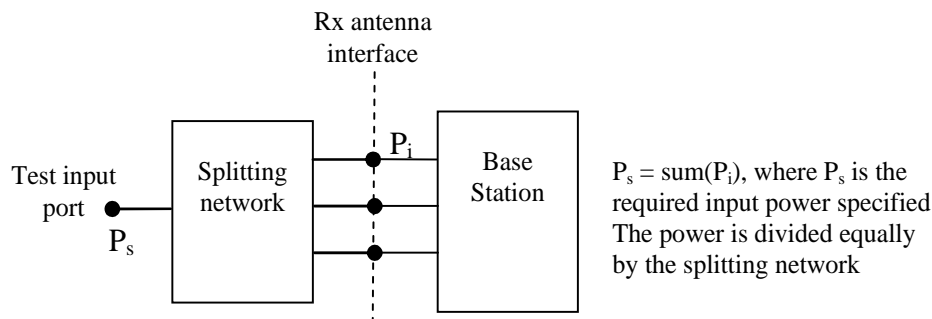 Rx antenna
interface
Test input
port
Pₛ
Splitting
network
Pᵢ
Base
Station
Pₛ = sum(Pᵢ), where Pₛ is the
required input power specified
The power is divided equally
by the splitting network